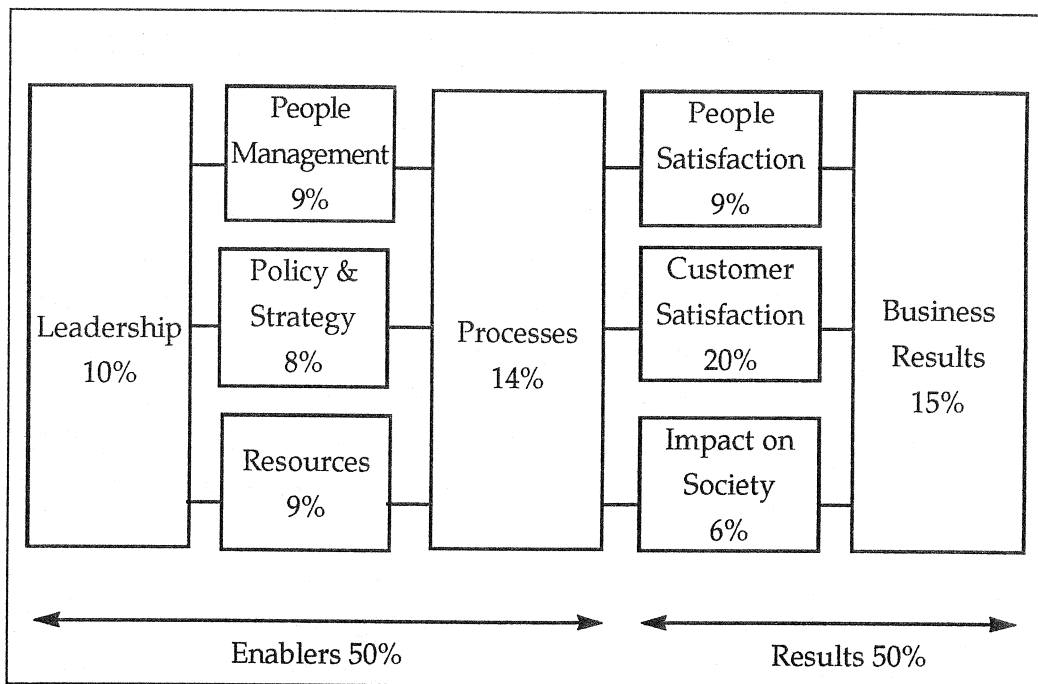 Leadership
10%
People
Management
9%
Policy &
Strategy
8%
Resources
9%
Processes
14%
People
Satisfaction
9%
Customer
Satisfaction
20%
Impact on
Society
6%
Business
Results
15%
Enablers 50%
Results 50%